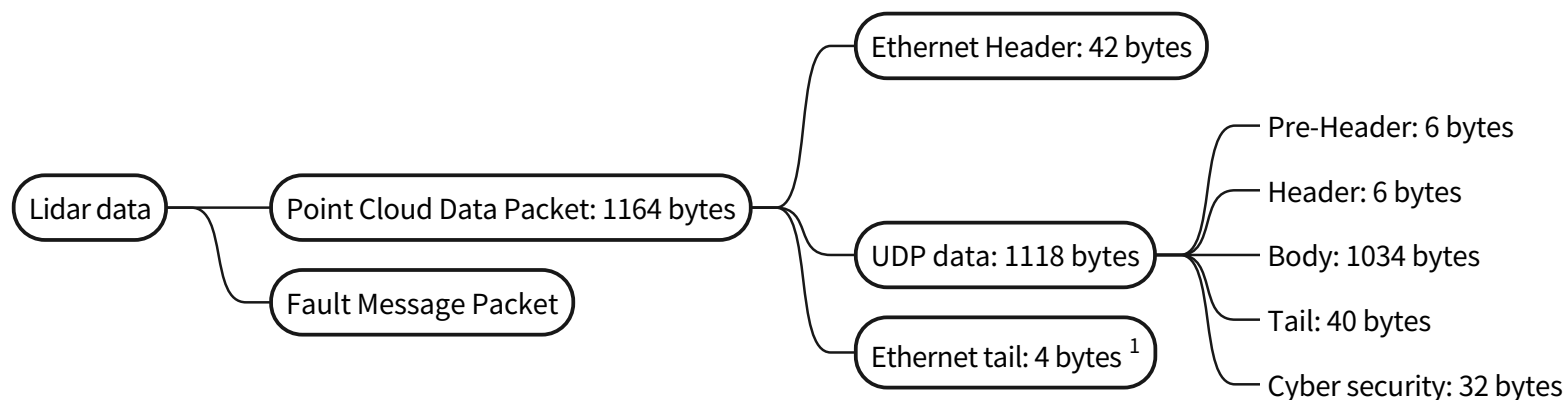 Lidar data
Point Cloud Data Packet: 1164 bytes
Fault Message Packet
Ethernet Header: 42 bytes
UDP data: 1118 bytes
Ethernet tail: 4 bytes 1
Pre-Header: 6 bytes
Header: 6 bytes
Body: 1034 bytes
Tail: 40 bytes
Cyber security: 32 bytes